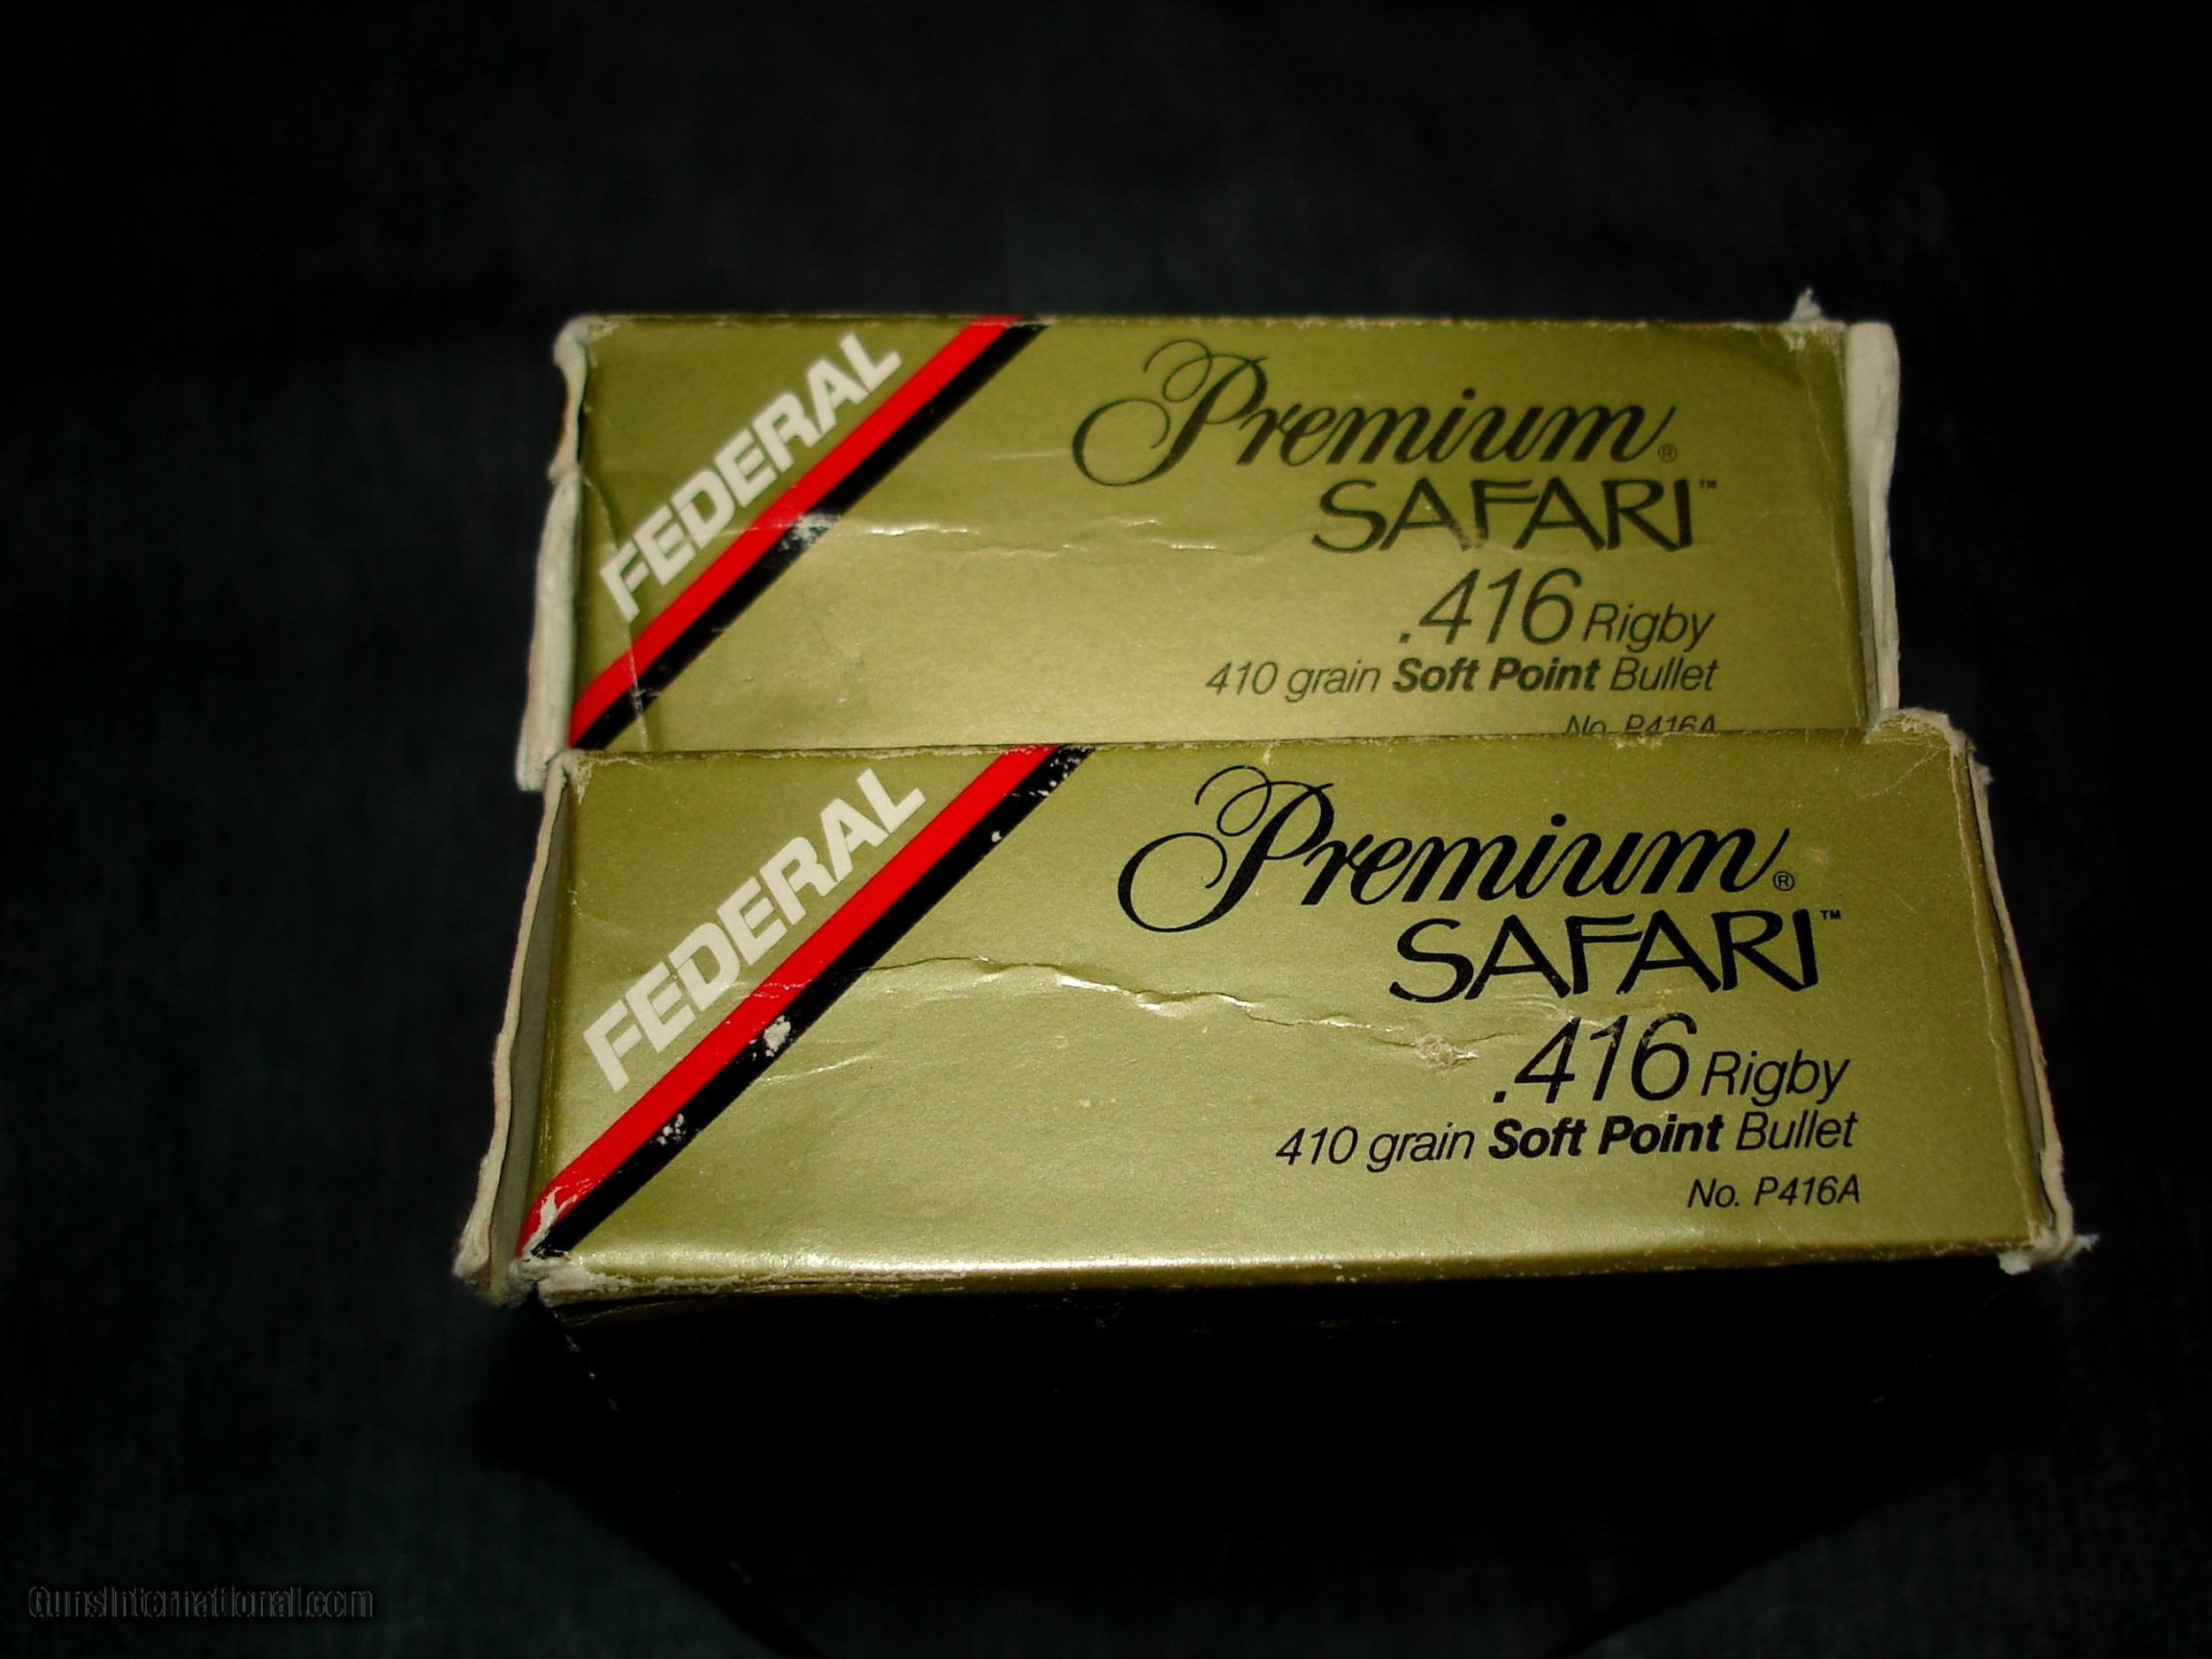 FEDERAL
Premium®
SAFARI™
.416 Rigby
410 grain Soft Point Bullet
No. P416A
FEDERAL
Premium®
SAFARI™
.416 Rigby
410 grain Soft Point Bullet
No. P416A
GunsInternational.com